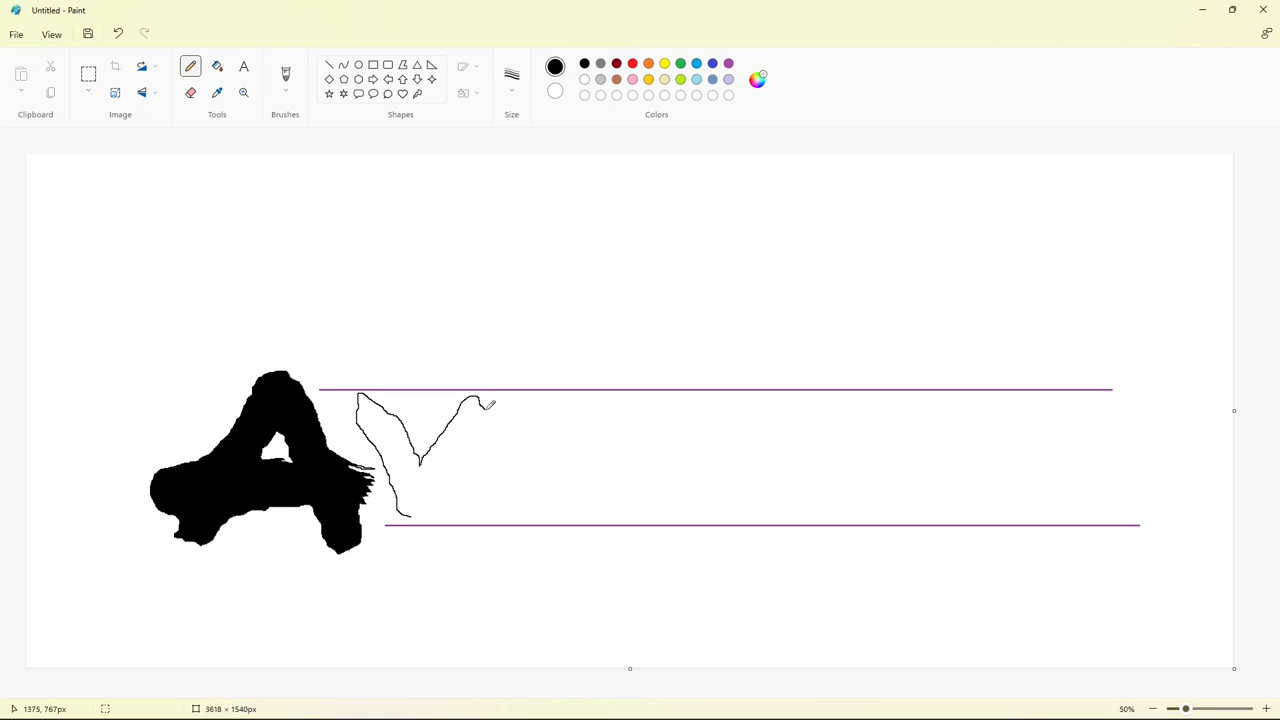 Untitled - Paint
File View
Clipboard Image Tools Brushes Shapes Size Colors
A
1375, 767px 3618 × 1540px 50%